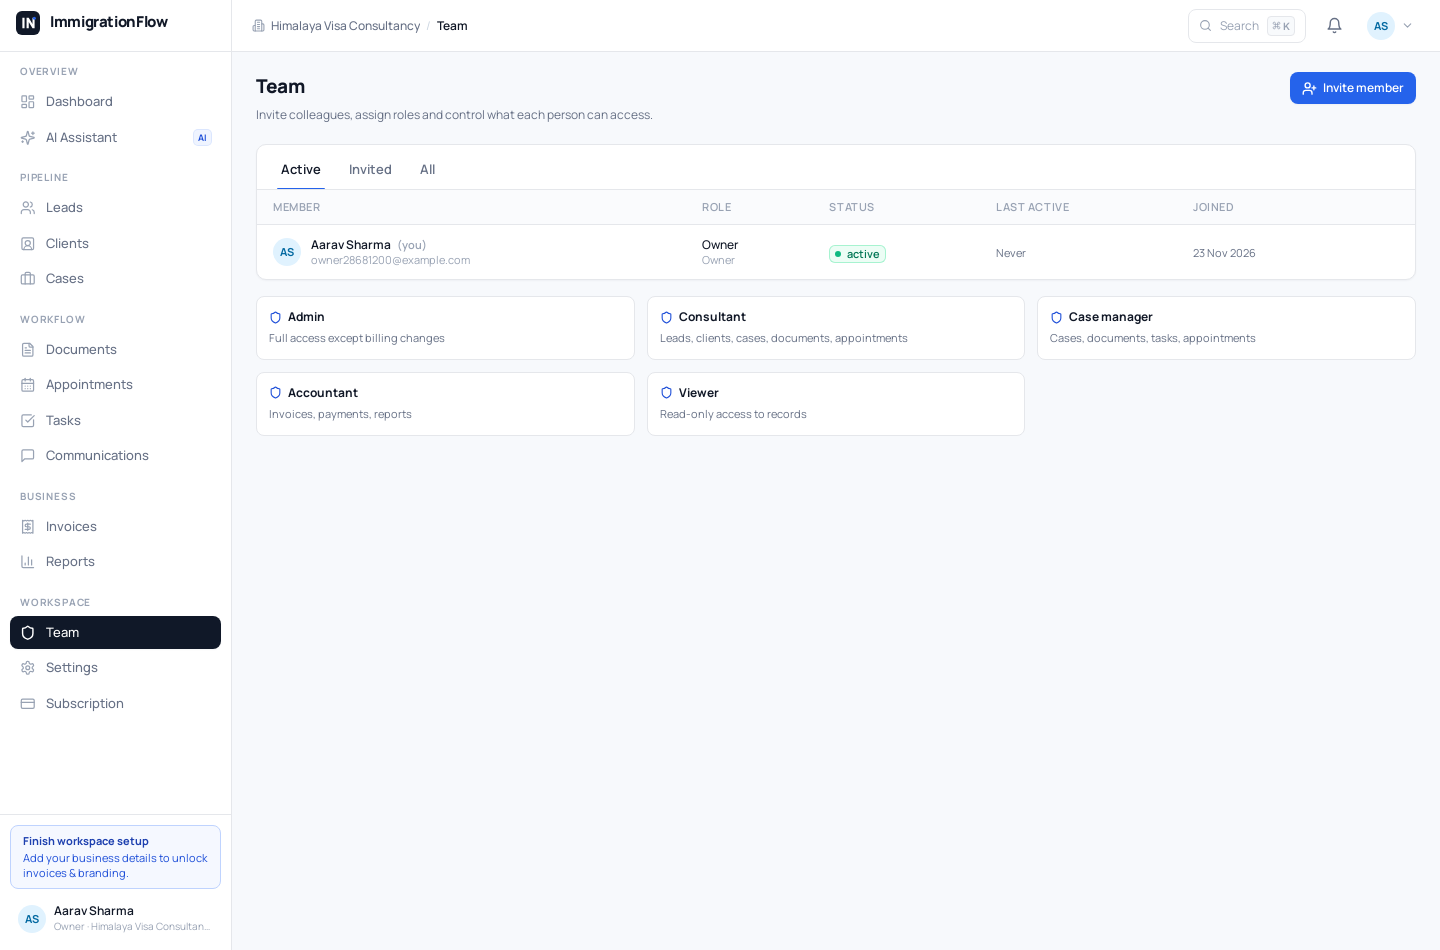 IN ImmigrationFlow
OVERVIEW
Dashboard
AI Assistant AI
PIPELINE
Leads
Clients
Cases
WORKFLOW
Documents
Appointments
Tasks
Communications
BUSINESS
Invoices
Reports
WORKSPACE
Team
Settings
Subscription
Finish workspace setup
Add your business details to unlock
invoices & branding.
AS Aarav Sharma
Owner · Himalaya Visa Consultan...
Himalaya Visa Consultancy / Team
Search ⌘ K
AS
Team
Invite member
Invite colleagues, assign roles and control what each person can access.
Active Invited All
MEMBER ROLE STATUS LAST ACTIVE JOINED
AS Aarav Sharma (you) Owner active Never 23 Nov 2026
owner28681200@example.com Owner
Admin
Full access except billing changes
Consultant
Leads, clients, cases, documents, appointments
Case manager
Cases, documents, tasks, appointments
Accountant
Invoices, payments, reports
Viewer
Read-only access to records